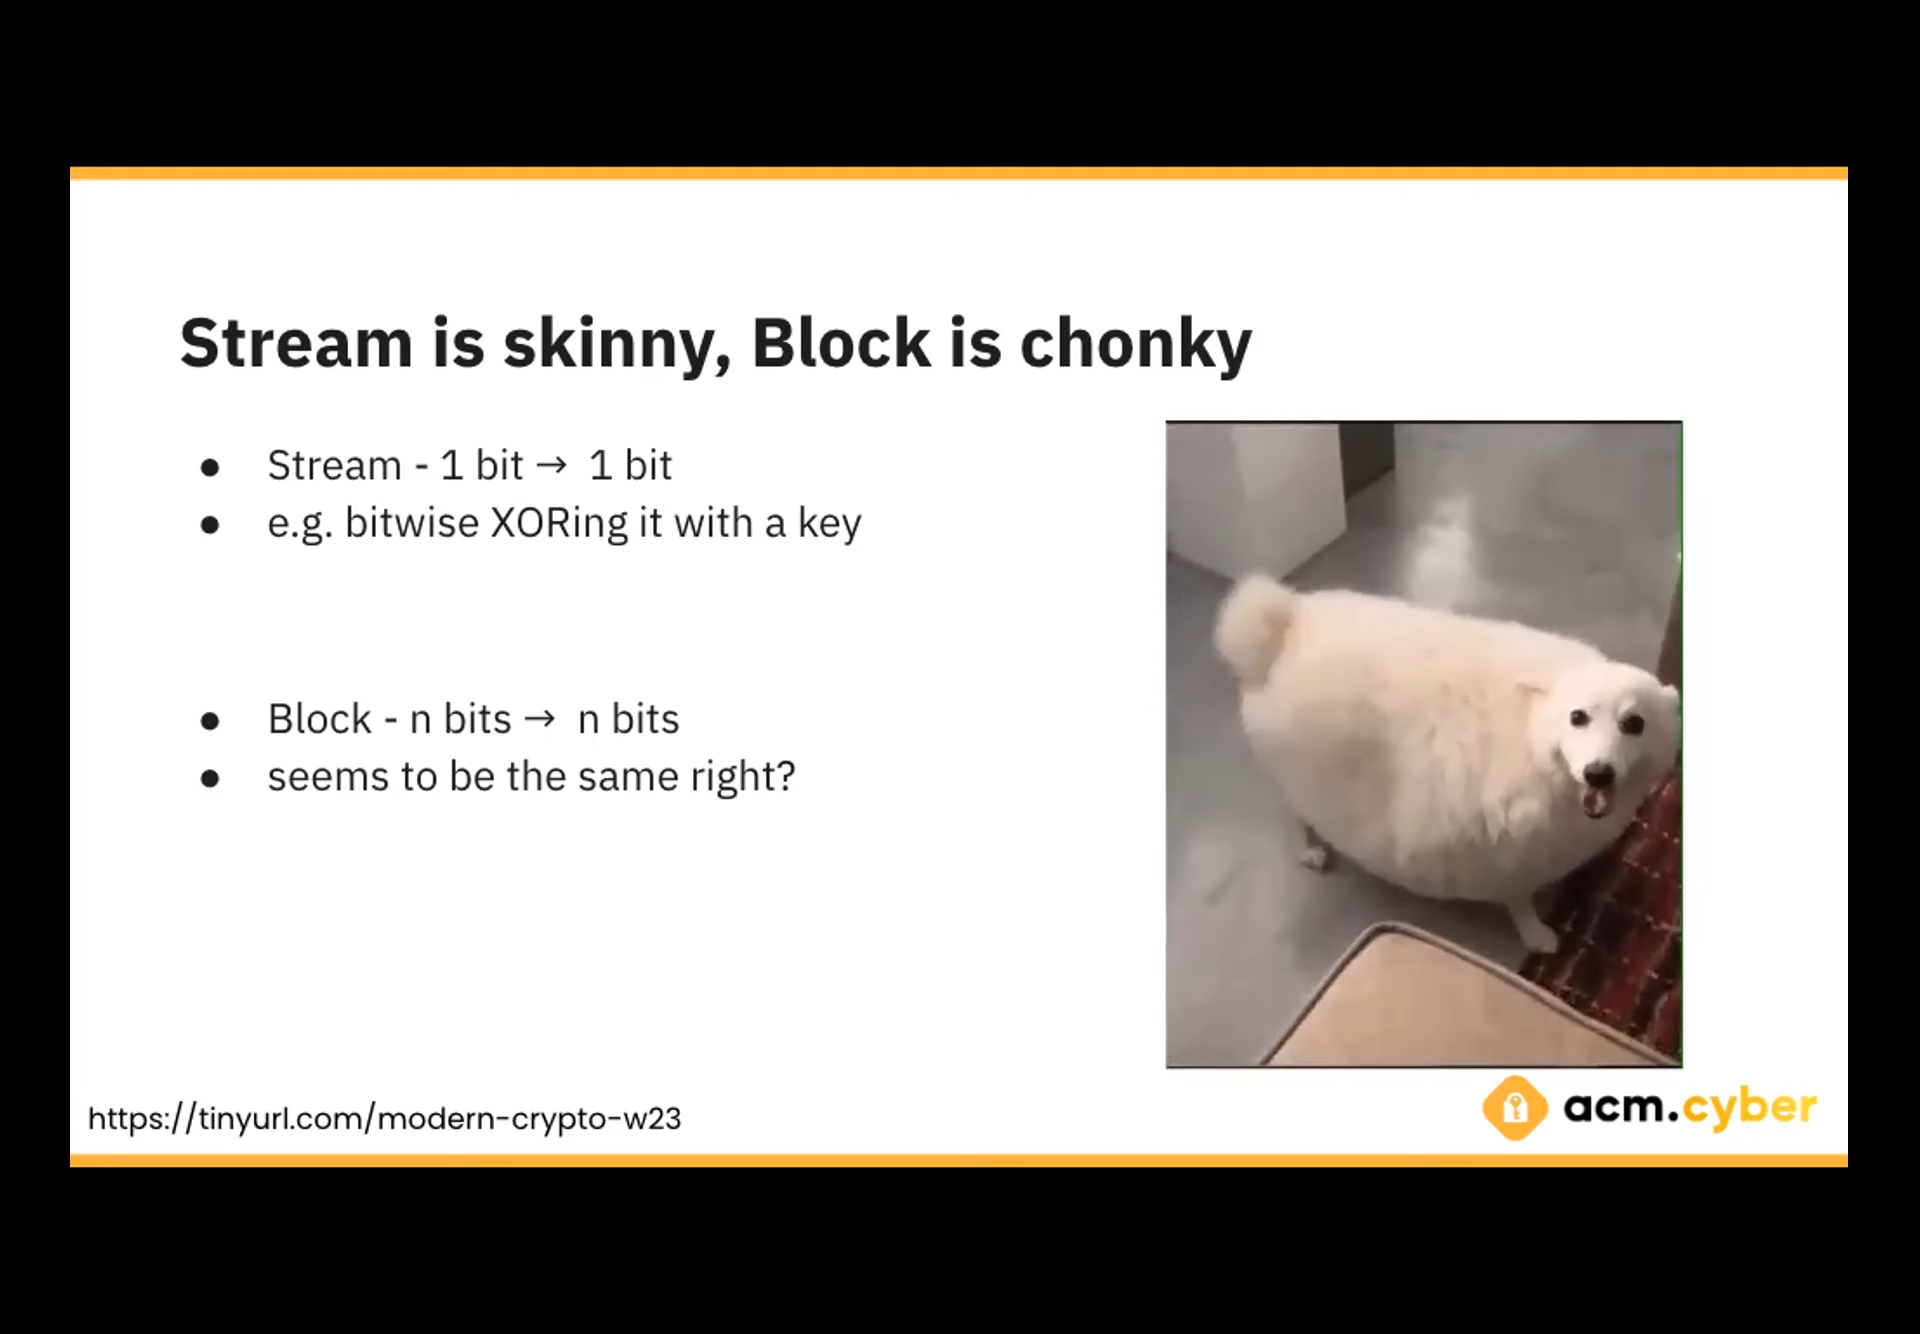 Stream is skinny, Block is chonky
● Stream - 1 bit → 1 bit
● e.g. bitwise XORing it with a key
● Block - n bits → n bits
● seems to be the same right?
https://tinyurl.com/modern-crypto-w23
acm.cyber